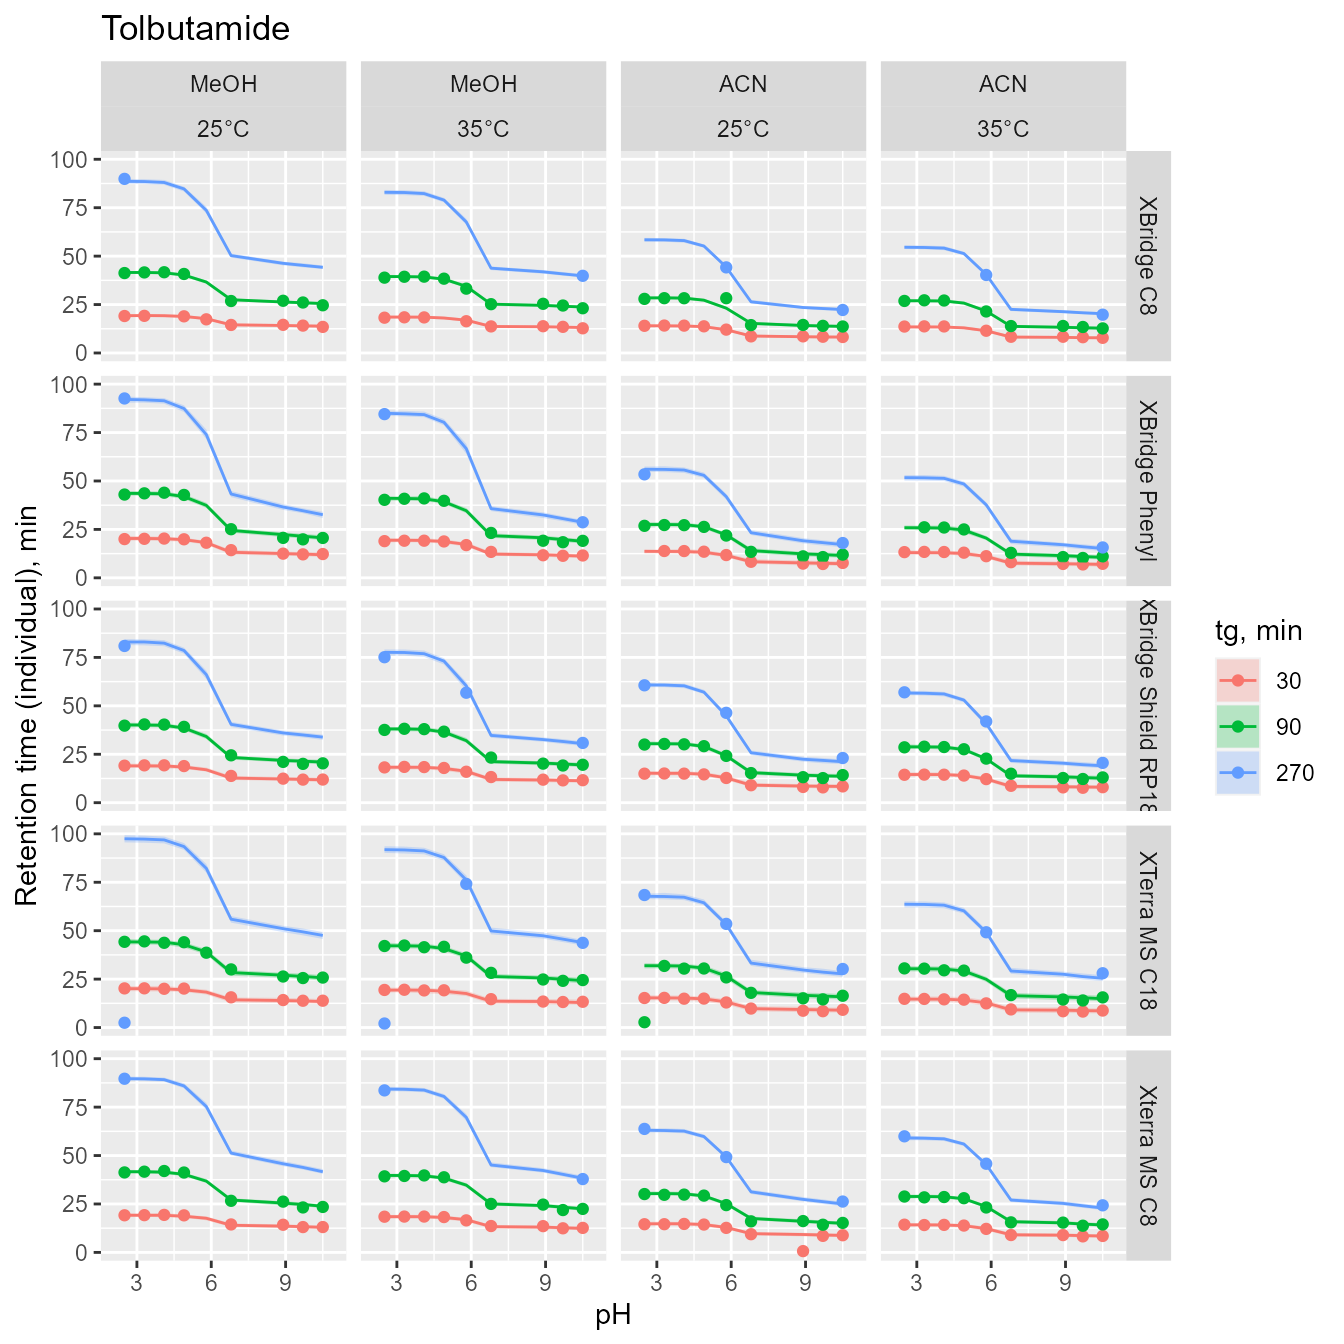 Tolbutamide
MeOH
MeOH
ACN
ACN
25°C
35°C
25°C
35°C
100
75
50
25
0
XBridge C8
100
75
50
25
0
XBridge Phenyl
100
75
50
25
0
XBridge Shield RP18
100
75
50
25
0
XTerra MS C18
100
75
50
25
0
Xterra MS C8
3
6
9
3
6
9
3
6
9
3
6
9
pH
Retention time (individual), min
tg, min
30
90
270